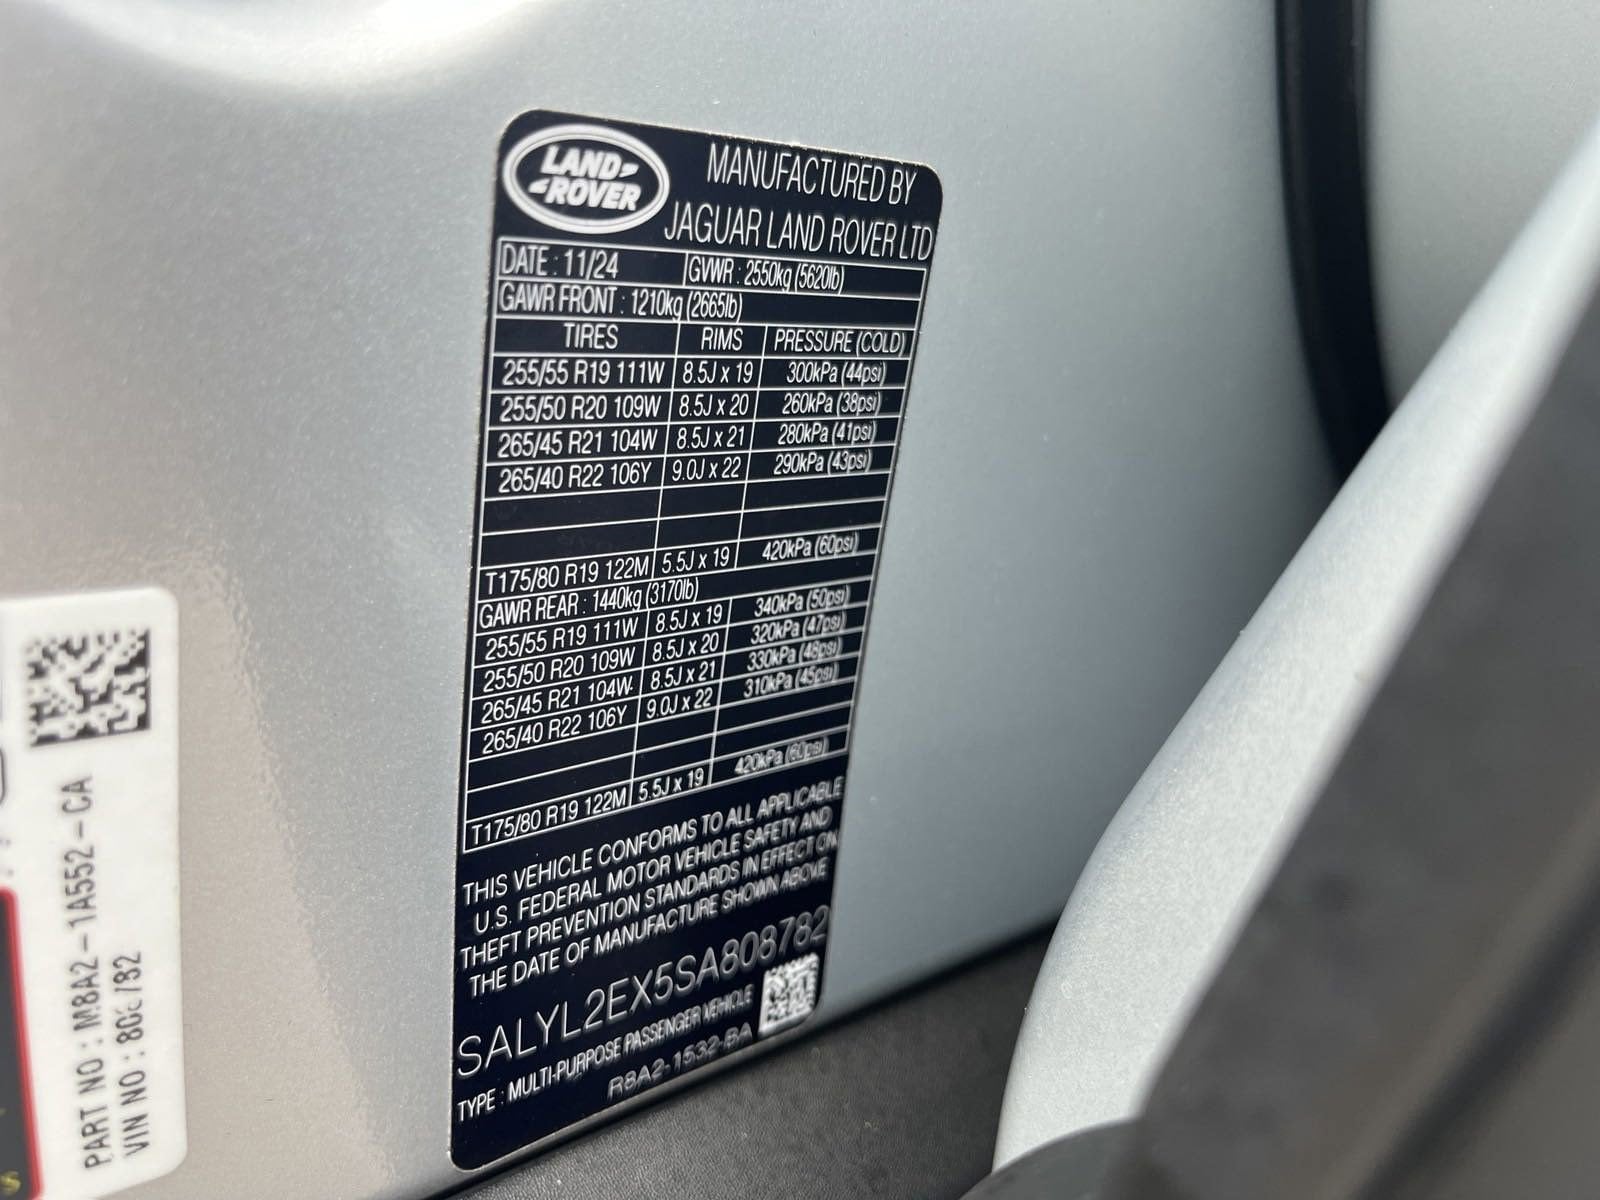 LAND ROVER
MANUFACTURED BY
JAGUAR LAND ROVER LTD
DATE : 11/24 GVWR : 2550kg (5620lb)
GAWR FRONT : 1210kg (2665lb)
TIRES RIMS PRESSURE (COLD)
255/55 R19 111W 8.5J x 19 300kPa (44psi)
255/50 R20 109W 8.5J x 20 260kPa (38psi)
265/45 R21 104W 8.5J x 21 280kPa (41psi)
265/40 R22 106Y 9.0J x 22 290kPa (43psi)
T175/80 R19 122M 5.5J x 19 420kPa (60psi)
GAWR REAR : 1440kg (3170lb)
255/55 R19 111W 8.5J x 19 340kPa (50psi)
255/50 R20 109W 8.5J x 20 320kPa (47psi)
265/45 R21 104W 8.5J x 21 330kPa (48psi)
265/40 R22 106Y 9.0J x 22 310kPa (45psi)
T175/80 R19 122M 5.5J x 19 420kPa (60psi)
THIS VEHICLE CONFORMS TO ALL APPLICABLE
U.S. FEDERAL MOTOR VEHICLE SAFETY AND
THEFT PREVENTION STANDARDS IN EFFECT ON
THE DATE OF MANUFACTURE SHOWN ABOVE
SALYL2EX5SA808782
TYPE : MULTI-PURPOSE PASSENGER VEHICLE
R8A2-1532-BA
PART NO : M8A2-1A552-CA
VIN NO :